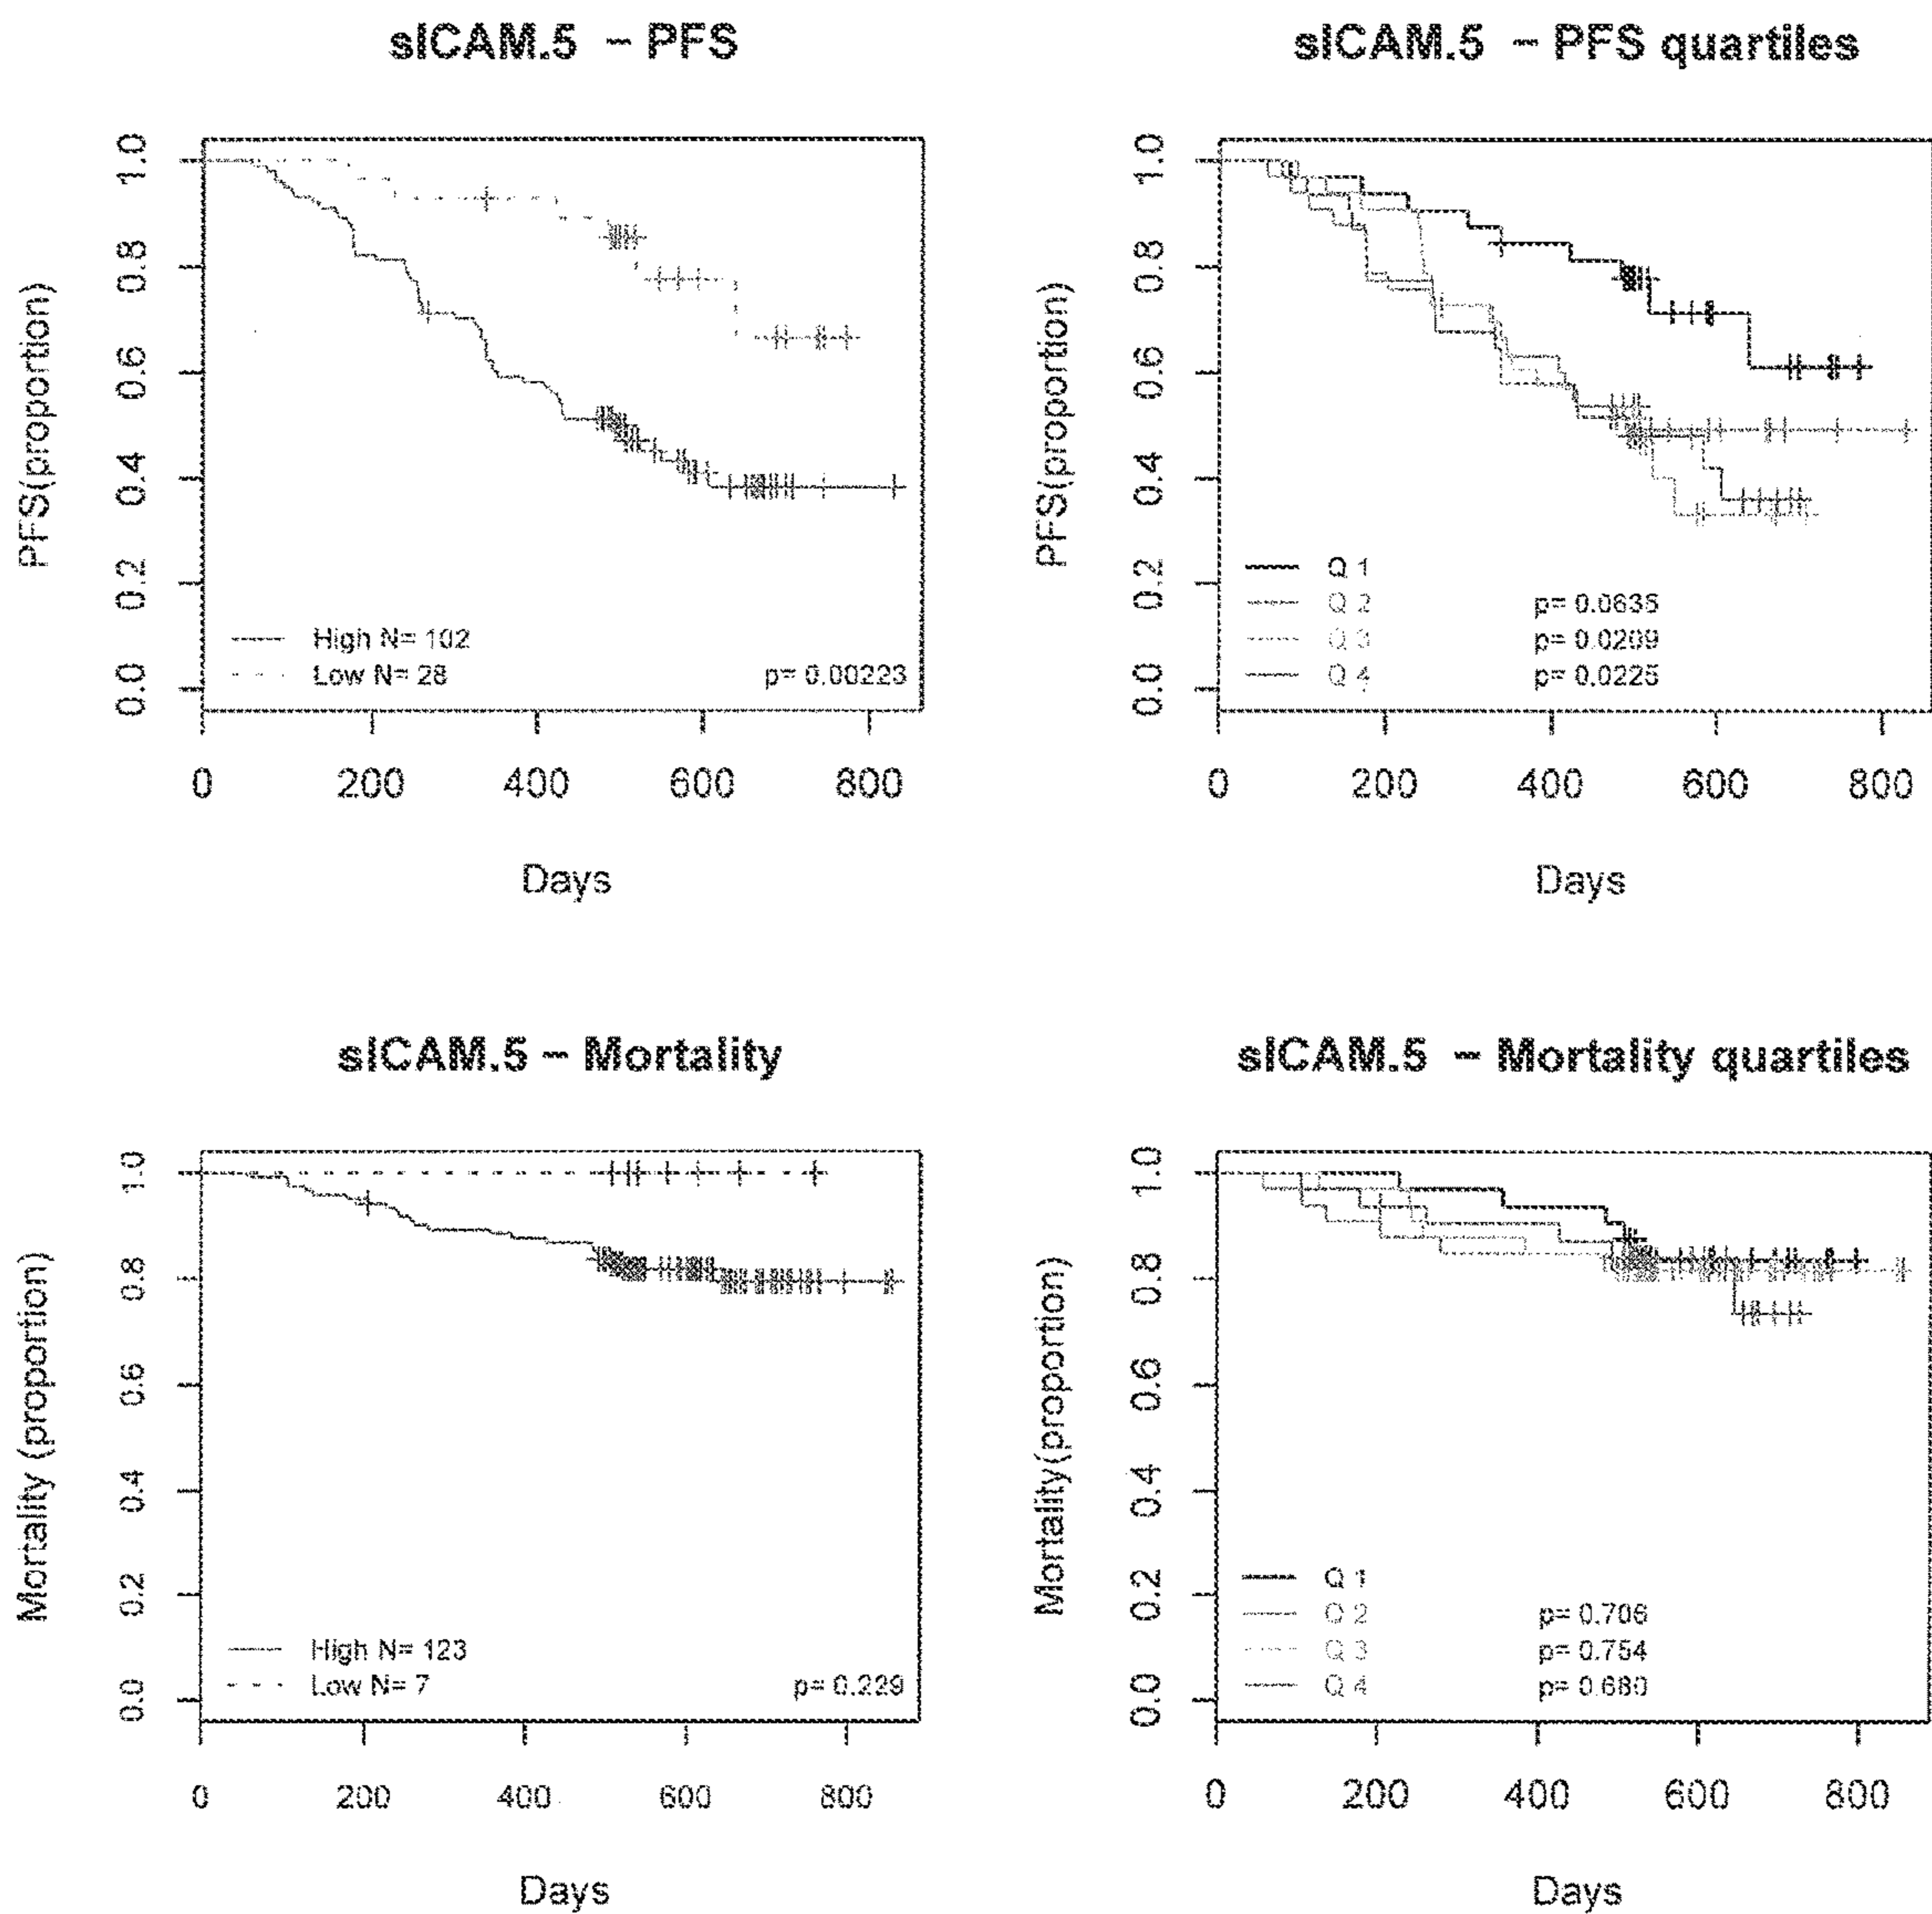 sICAM.5 – PFS
PFS(proportion)
1.0
0.8
0.6
0.4
0.2
0.0
High N= 102
Low N= 28
p= 0.00223
0 200 400 600 800
Days
sICAM.5 – PFS quartiles
PFS(proportion)
1.0
0.8
0.6
0.4
0.2
0.0
Q 1
Q 2 p= 0.0635
Q 3 p= 0.0209
Q 4 p= 0.0225
0 200 400 600 800
Days
sICAM.5 – Mortality
Mortality (proportion)
1.0
0.8
0.6
0.4
0.2
0.0
High N= 123
Low N= 7
p= 0.229
0 200 400 600 800
Days
sICAM.5 – Mortality quartiles
Mortality(proportion)
1.0
0.8
0.6
0.4
0.2
0.0
Q 1
Q 2 p= 0.706
Q 3 p= 0.754
Q 4 p= 0.680
0 200 400 600 800
Days